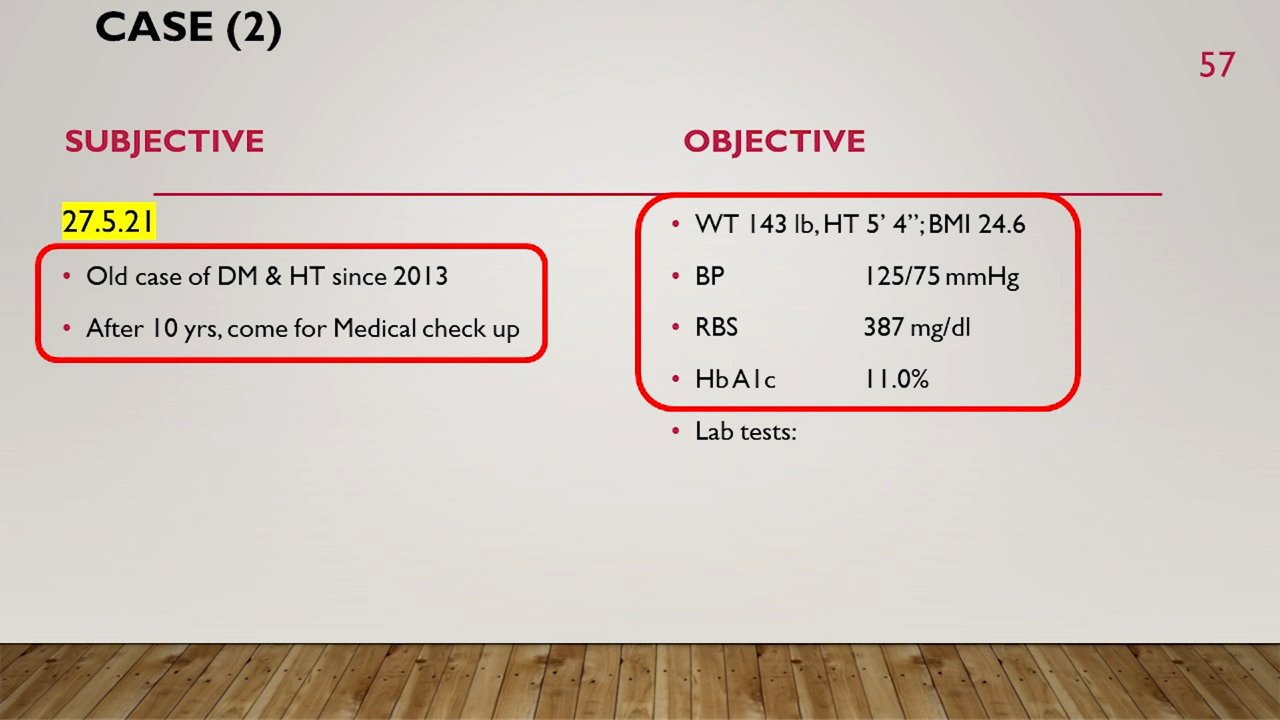 CASE (2)
57
SUBJECTIVE
27.5.21
• Old case of DM & HT since 2013
• After 10 yrs, come for Medical check up
OBJECTIVE
• WT 143 lb, HT 5’ 4”; BMI 24.6
• BP 125/75 mmHg
• RBS 387 mg/dl
• HbA1c 11.0%
• Lab tests: